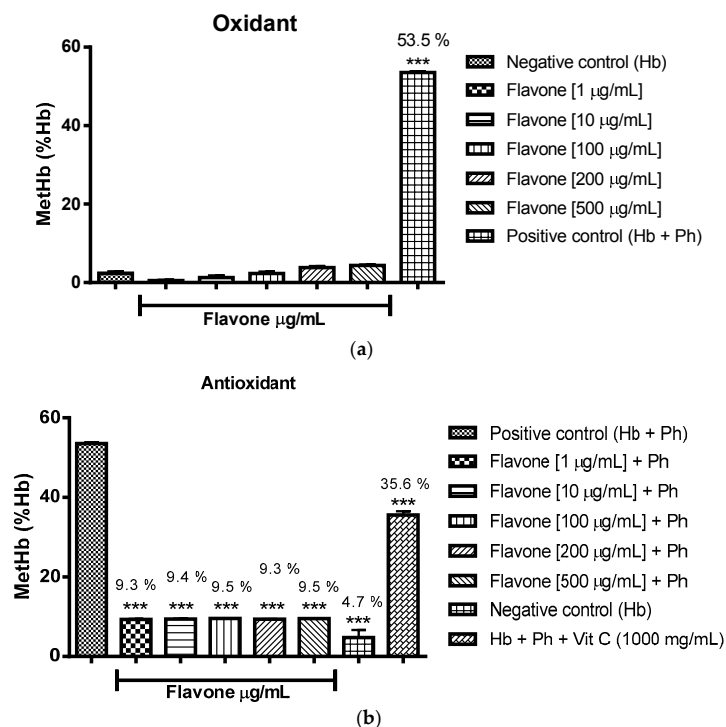 Oxidant
53.5 %
***
60
40
20
0
MetHb (%Hb)
Flavone μg/mL
Negative control (Hb)
Flavone [1 μg/mL]
Flavone [10 μg/mL]
Flavone [100 μg/mL]
Flavone [200 μg/mL]
Flavone [500 μg/mL]
Positive control (Hb + Ph)
(a)
Antioxidant
60
40
20
0
MetHb (%Hb)
9.3 %
***
9.4 %
***
9.5 %
***
9.3 %
***
9.5 %
***
4.7 %
***
35.6 %
***
Flavone μg/mL
Positive control (Hb + Ph)
Flavone [1 μg/mL] + Ph
Flavone [10 μg/mL] + Ph
Flavone [100 μg/mL] + Ph
Flavone [200 μg/mL] + Ph
Flavone [500 μg/mL] + Ph
Negative control (Hb)
Hb + Ph + Vit C (1000 mg/mL)
(b)